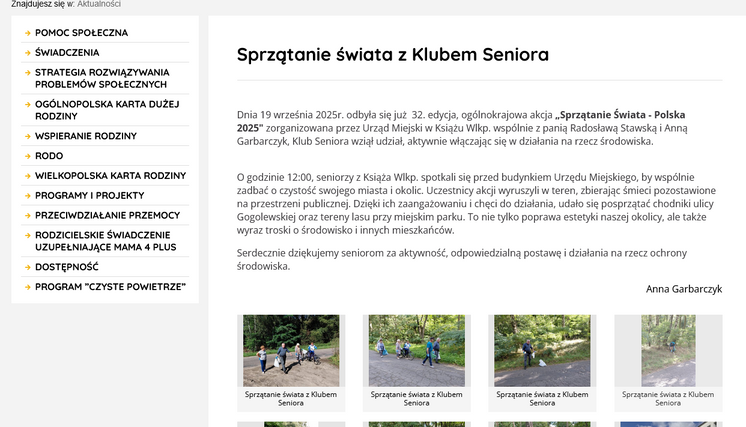 Znajdujesz się w: Aktualności
POMOC SPOŁECZNA
ŚWIADCZENIA
STRATEGIA ROZWIĄZYWANIA
PROBLEMÓW SPOŁECZNYCH
OGÓLNOPOLSKA KARTA DUŻEJ
RODZINY
WSPIERANIE RODZINY
RODO
WIELKOPOLSKA KARTA RODZINY
PROGRAMY I PROJEKTY
PRZECIWDZIAŁANIE PRZEMOCY
RODZICIELSKIE ŚWIADCZENIE
UZUPEŁNIAJĄCE MAMA 4 PLUS
DOSTĘPNOŚĆ
PROGRAM "CZYSTE POWIETRZE"
Sprzątanie świata z Klubem Seniora
Dnia 19 września 2025r. odbyła się już 32. edycja, ogólnokrajowa akcja „Sprzątanie Świata - Polska
2025" zorganizowana przez Urząd Miejski w Książu Wlkp. wspólnie z panią Radosławą Stawską i Anną
Garbarczyk, Klub Seniora wziął udział, aktywnie włączając się w działania na rzecz środowiska.
O godzinie 12:00, seniorzy z Książa Wlkp. spotkali się przed budynkiem Urzędu Miejskiego, by wspólnie
zadbać o czystość swojego miasta i okolic. Uczestnicy akcji wyruszyli w teren, zbierając śmieci pozostawione
na przestrzeni publicznej. Dzięki ich zaangażowaniu i chęci do działania, udało się posprzątać chodniki ulicy
Gogolewskiej oraz tereny lasu przy miejskim parku. To nie tylko poprawa estetyki naszej okolicy, ale także
wyraz troski o środowisko i innych mieszkańców.
Serdecznie dziękujemy seniorom za aktywność, odpowiedzialną postawę i działania na rzecz ochrony
środowiska.
Anna Garbarczyk
Sprzątanie świata z Klubem
Seniora
Sprzątanie świata z Klubem
Seniora
Sprzątanie świata z Klubem
Seniora
Sprzątanie świata z Klubem
Seniora